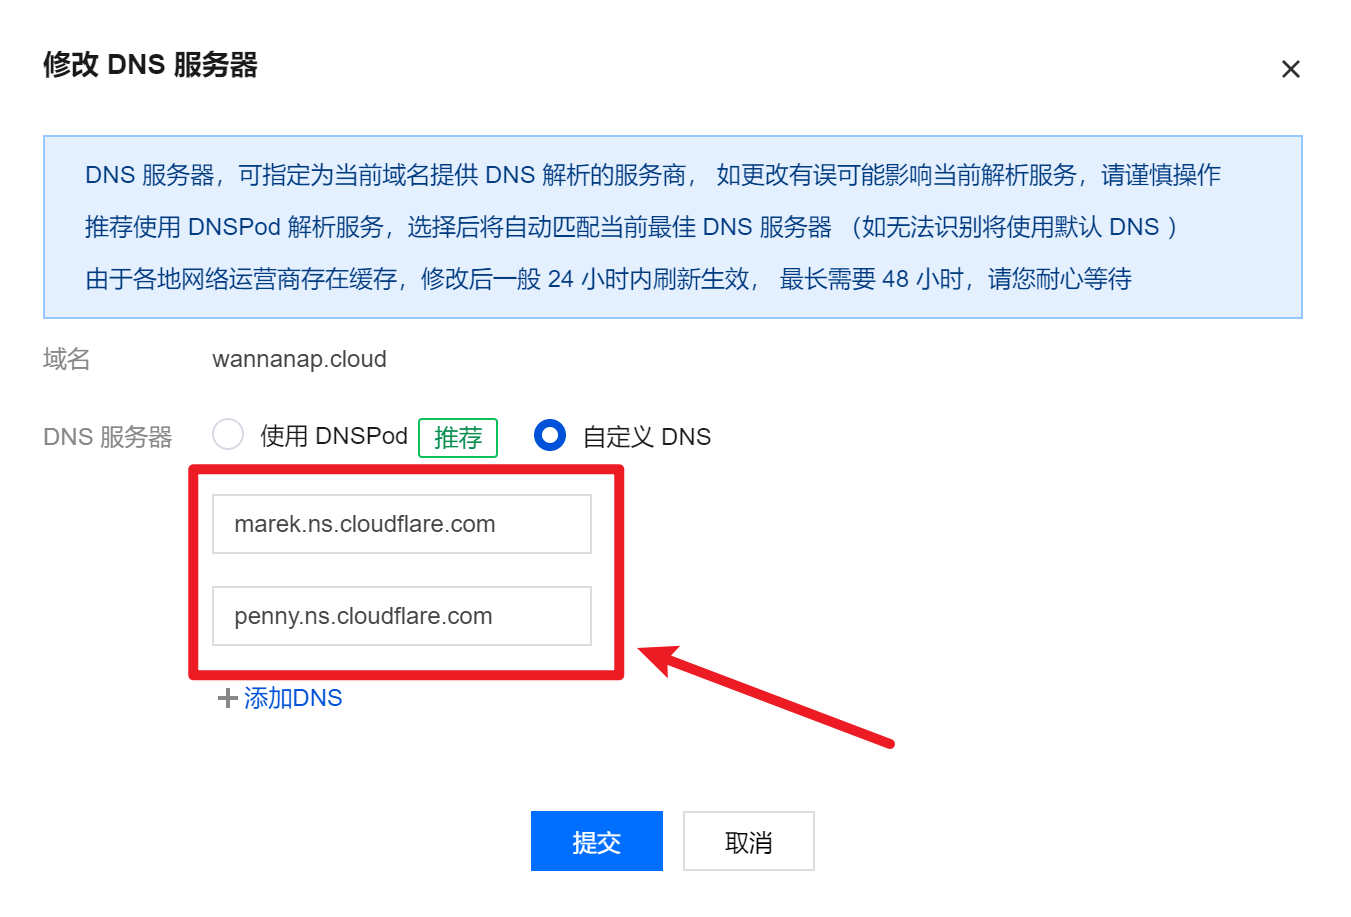 修改 DNS 服务器
DNS 服务器，可指定为当前域名提供 DNS 解析的服务商， 如更改有误可能影响当前解析服务，请谨慎操作
推荐使用 DNSPod 解析服务，选择后将自动匹配当前最佳 DNS 服务器 （如无法识别将使用默认 DNS ）
由于各地网络运营商存在缓存，修改后一般 24 小时内刷新生效， 最长需要 48 小时，请您耐心等待
域名 wannanap.cloud
DNS 服务器 使用 DNSPod 推荐 自定义 DNS
marek.ns.cloudflare.com
penny.ns.cloudflare.com
添加DNS
提交 取消